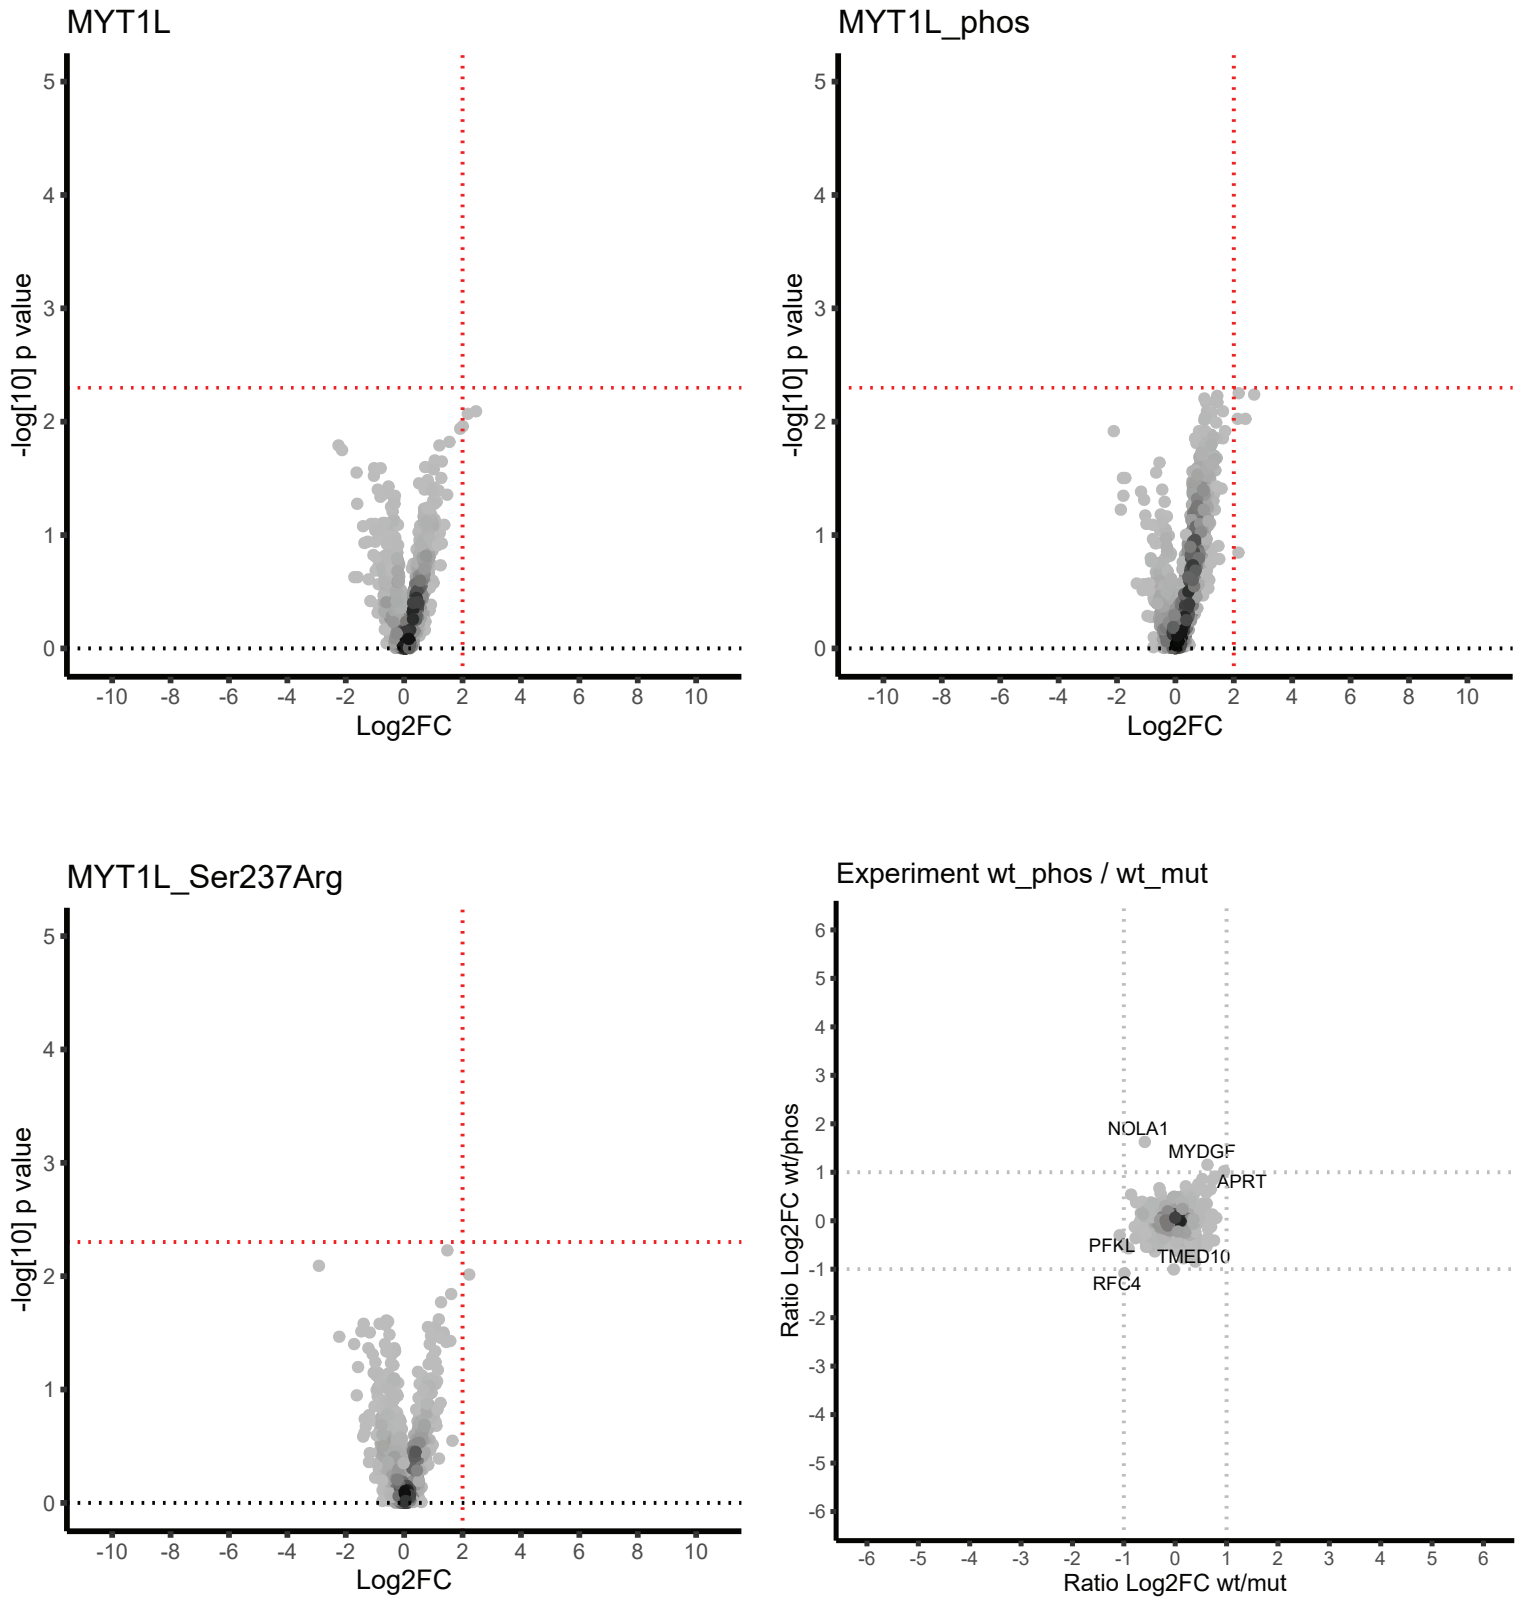 MYT1L
5
4
3
2
1
0
-log[10] p value
-10 -8 -6 -4 -2 0 2 4 6 8 10
Log2FC
MYT1L_phos
5
4
3
2
1
0
-log[10] p value
-10 -8 -6 -4 -2 0 2 4 6 8 10
Log2FC
MYT1L_Ser237Arg
5
4
3
2
1
0
-log[10] p value
-10 -8 -6 -4 -2 0 2 4 6 8 10
Log2FC
Experiment wt_phos / wt_mut
6
5
4
3
2
1
0
-1
-2
-3
-4
-5
-6
Ratio Log2FC wt/phos
NOLA1
MYDGF
APRT
PFKL
TMED10
RFC4
-6 -5 -4 -3 -2 -1 0 1 2 3 4 5 6
Ratio Log2FC wt/mut